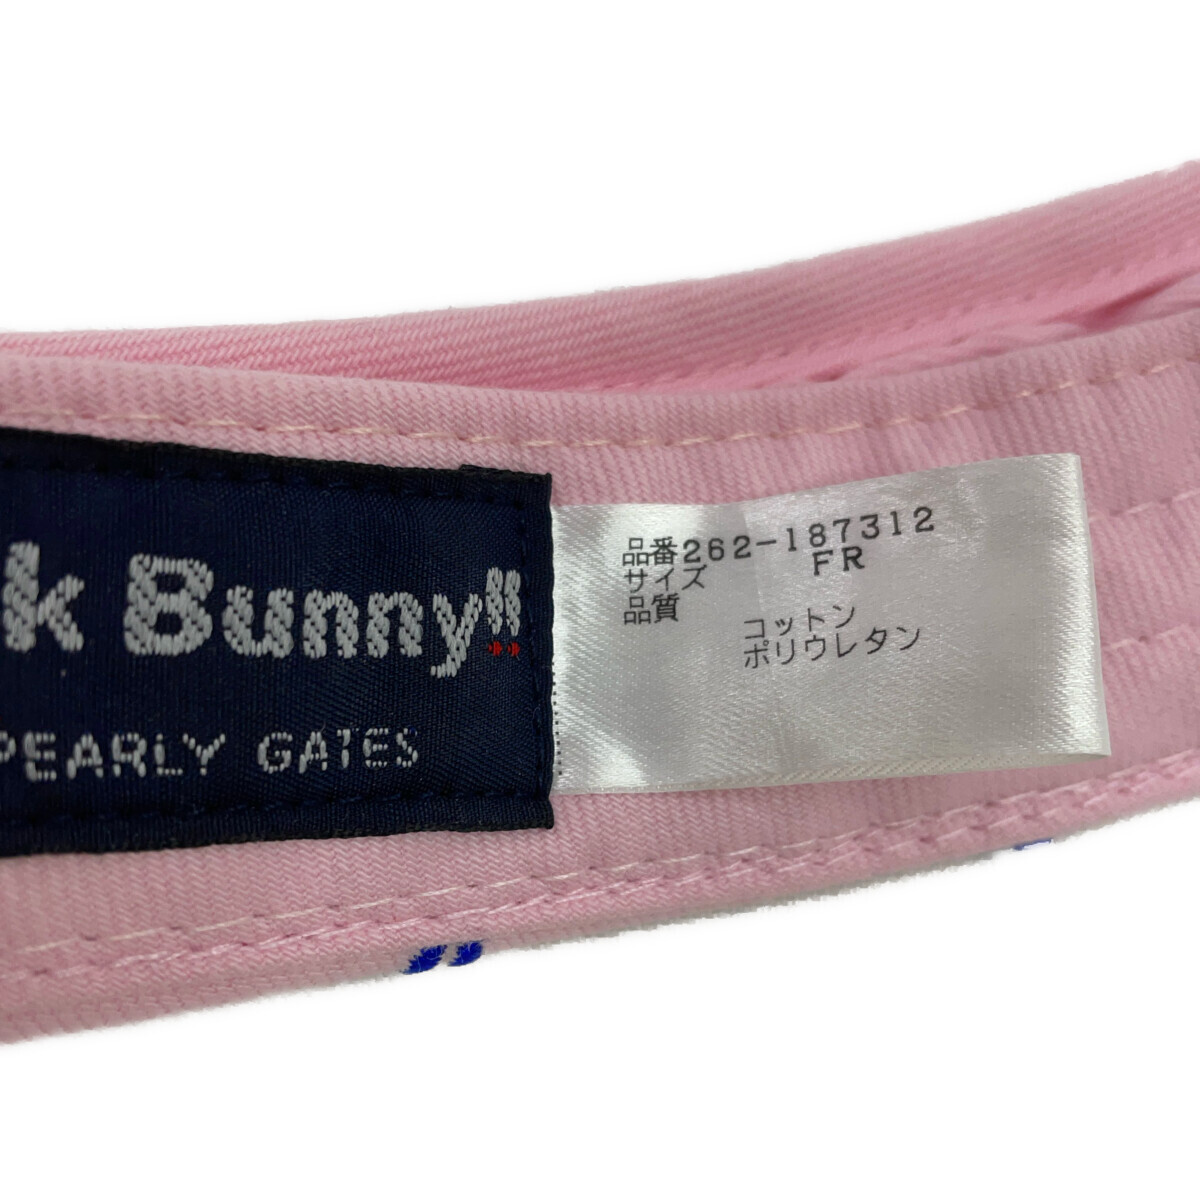 k Bunny!!
PEARLY GATES
品番262-187312
サイズ FR
品質
コットン
ポリウレタン